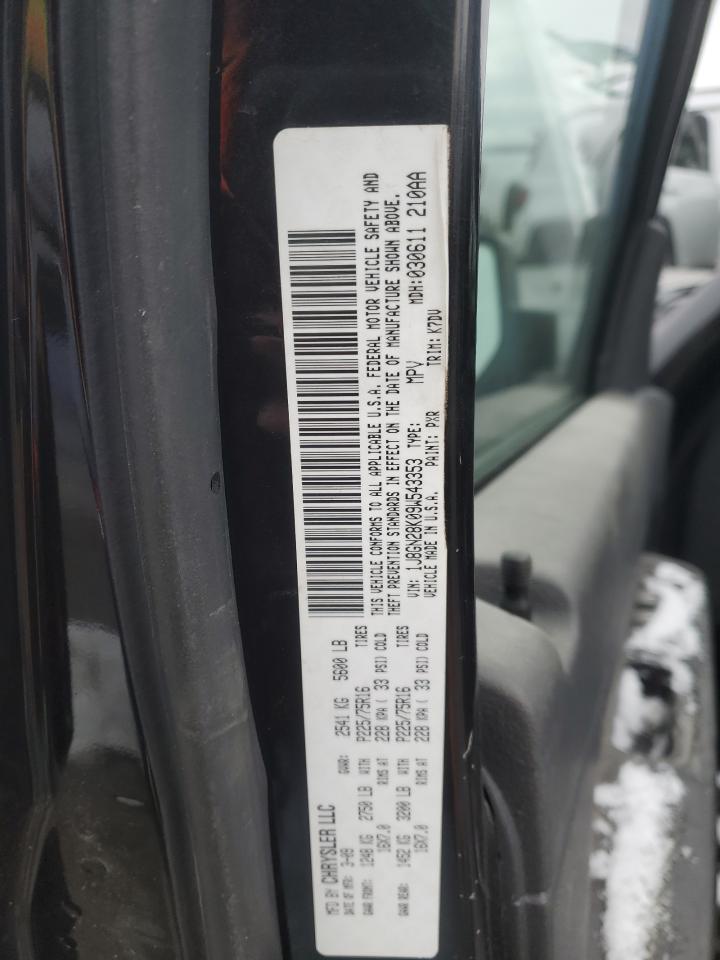 MFD BY CHRYSLER LLC
DATE OF MFR: 3-09 GVWR: 2541 KG 5600 LB
GAWR FRONT: 1248 KG 2750 LB WITH P225/75R16 TIRES
16X7.0 RIMS AT 228 KPA ( 33 PSI) COLD
GAWR REAR: 1452 KG 3200 LB WITH P225/75R16 TIRES
16X7.0 RIMS AT 228 KPA ( 33 PSI) COLD
THIS VEHICLE CONFORMS TO ALL APPLICABLE U.S.A. FEDERAL MOTOR VEHICLE SAFETY AND
THEFT PREVENTION STANDARDS IN EFFECT ON THE DATE OF MANUFACTURE SHOWN ABOVE.
VIN: 1J8GN28K09W543353 TYPE: MPV MDH:030611 210AA
VEHICLE MADE IN U.S.A. PAINT: PXR TRIM: K7DV